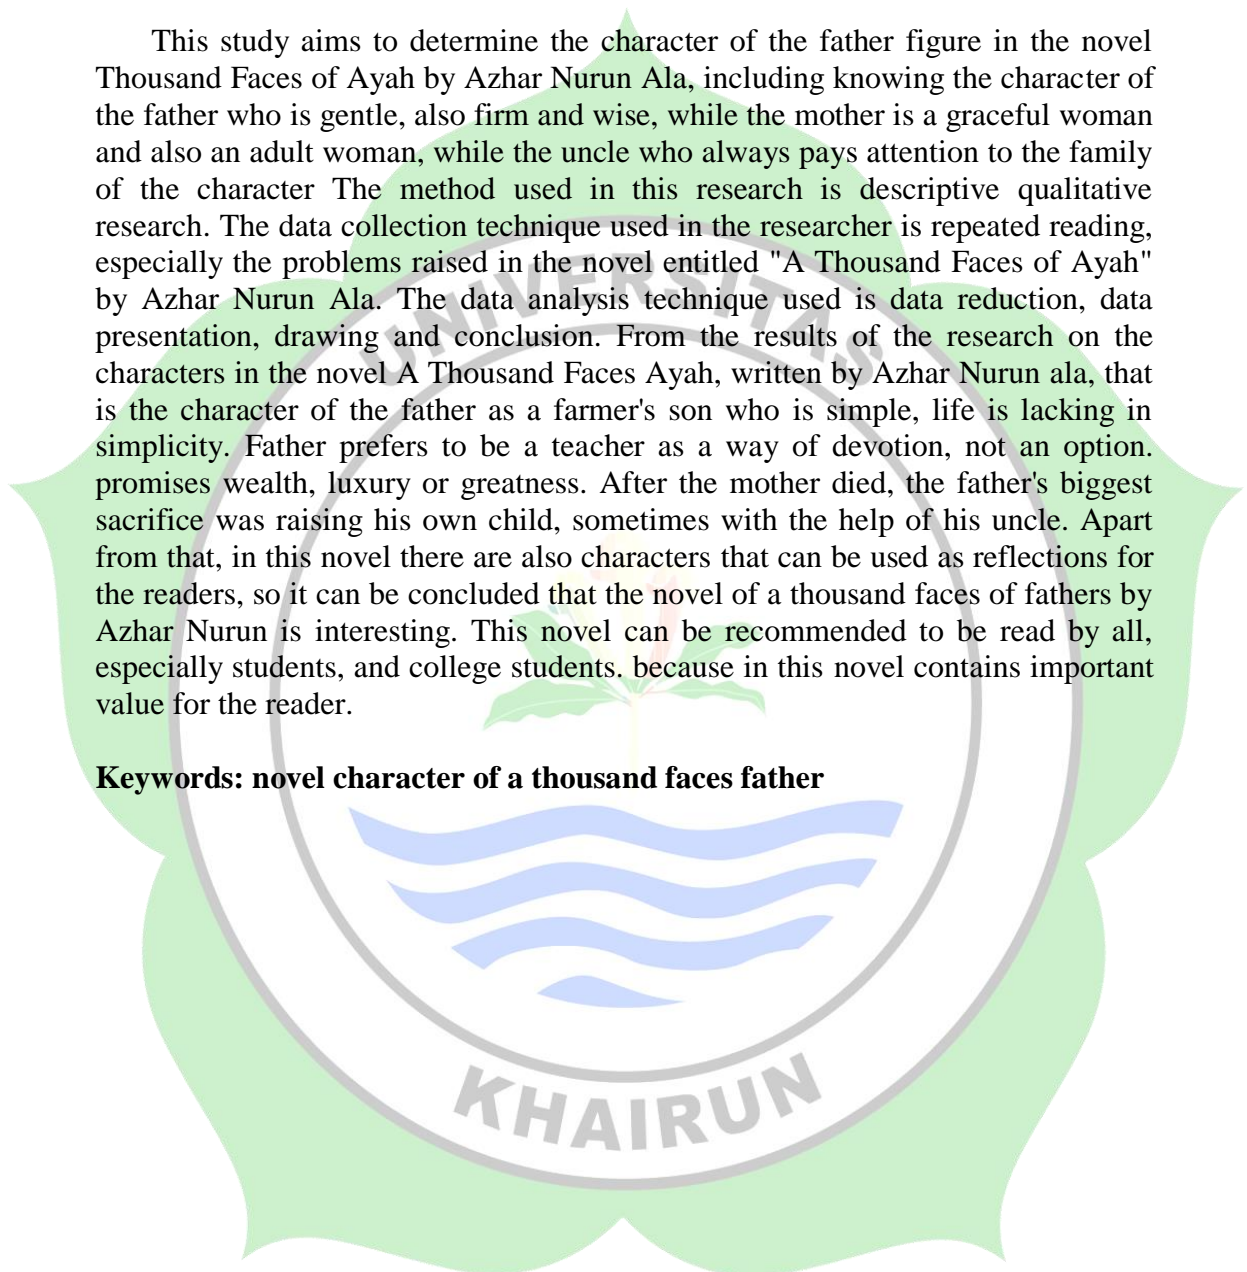 This study aims to determine the character of the father figure in the novel
Thousand Faces of Ayah by Azhar Nurun Ala, including knowing the character of
the father who is gentle, also firm and wise, while the mother is a graceful woman
and also an adult woman, while the uncle who always pays attention to the family
of the character The method used in this research is descriptive qualitative
research. The data collection technique used in the researcher is repeated reading,
especially the problems raised in the novel entitled "A Thousand Faces of Ayah"
by Azhar Nurun Ala. The data analysis technique used is data reduction, data
presentation, drawing and conclusion. From the results of the research on the
characters in the novel A Thousand Faces Ayah, written by Azhar Nurun ala, that
is the character of the father as a farmer's son who is simple, life is lacking in
simplicity. Father prefers to be a teacher as a way of devotion, not an option.
promises wealth, luxury or greatness. After the mother died, the father's biggest
sacrifice was raising his own child, sometimes with the help of his uncle. Apart
from that, in this novel there are also characters that can be used as reflections for
the readers, so it can be concluded that the novel of a thousand faces of fathers by
Azhar Nurun is interesting. This novel can be recommended to be read by all,
especially students, and college students. because in this novel contains important
value for the reader.
Keywords: novel character of a thousand faces father
UNIVERSITAS
KHAIRUN